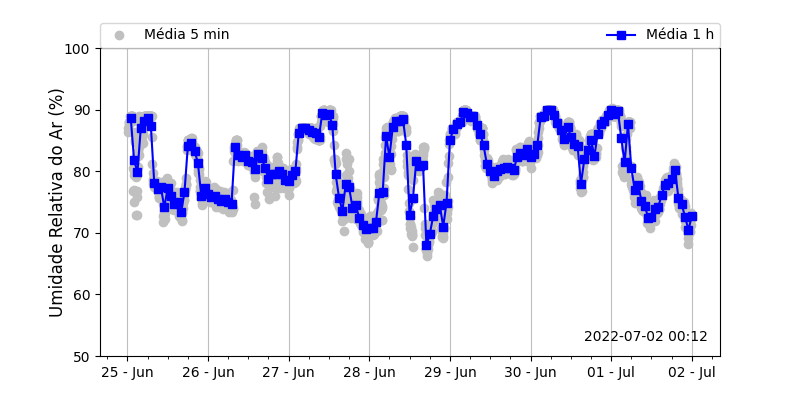 Média 5 min
Média 1 h
Umidade Relativa do Ar (%)
100
90
80
70
60
50
2022-07-02 00:12
25 - Jun
26 - Jun
27 - Jun
28 - Jun
29 - Jun
30 - Jun
01 - Jul
02 - Jul